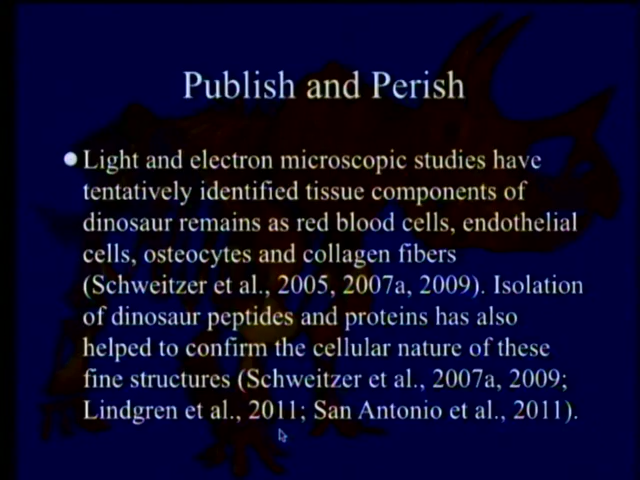 Publish and Perish
Light and electron microscopic studies have
tentatively identified tissue components of
dinosaur remains as red blood cells, endothelial
cells, osteocytes and collagen fibers
(Schweitzer et al., 2005, 2007a, 2009). Isolation
of dinosaur peptides and proteins has also
helped to confirm the cellular nature of these
fine structures (Schweitzer et al., 2007a, 2009;
Lindgren et al., 2011; San Antonio et al., 2011).